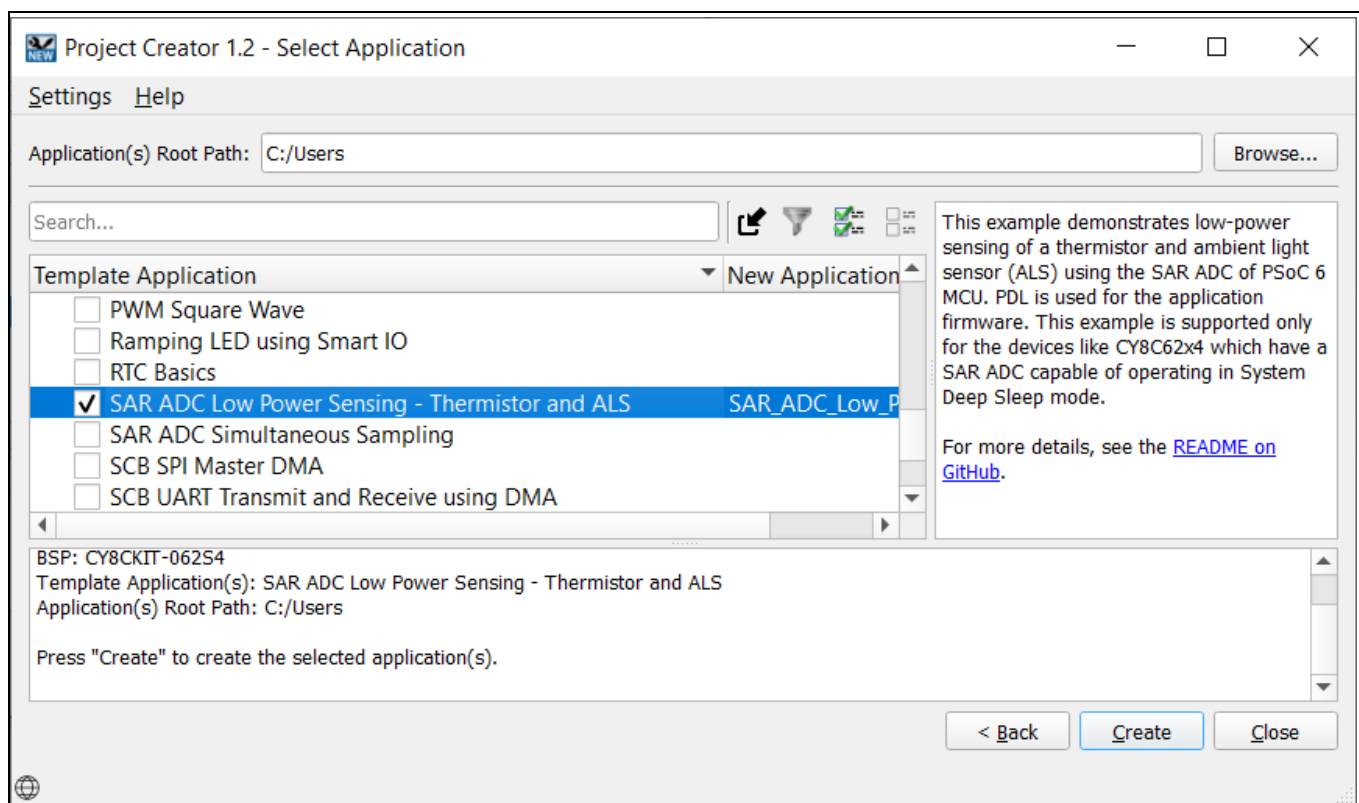 NEW
Project Creator 1.2 - Select Application
Settings Help
Application(s) Root Path: C:/Users Browse...
Search...
Template Application New Application
PWM Square Wave
Ramping LED using Smart IO
RTC Basics
SAR ADC Low Power Sensing - Thermistor and ALS SAR_ADC_Low_P
SAR ADC Simultaneous Sampling
SCB SPI Master DMA
SCB UART Transmit and Receive using DMA
This example demonstrates low-power
sensing of a thermistor and ambient light
sensor (ALS) using the SAR ADC of PSoC 6
MCU. PDL is used for the application
firmware. This example is supported only
for the devices like CY8C62x4 which have a
SAR ADC capable of operating in System
Deep Sleep mode.
For more details, see the README on
GitHub.
BSP: CY8CKIT-062S4
Template Application(s): SAR ADC Low Power Sensing - Thermistor and ALS
Application(s) Root Path: C:/Users
Press "Create" to create the selected application(s).
< Back Create Close